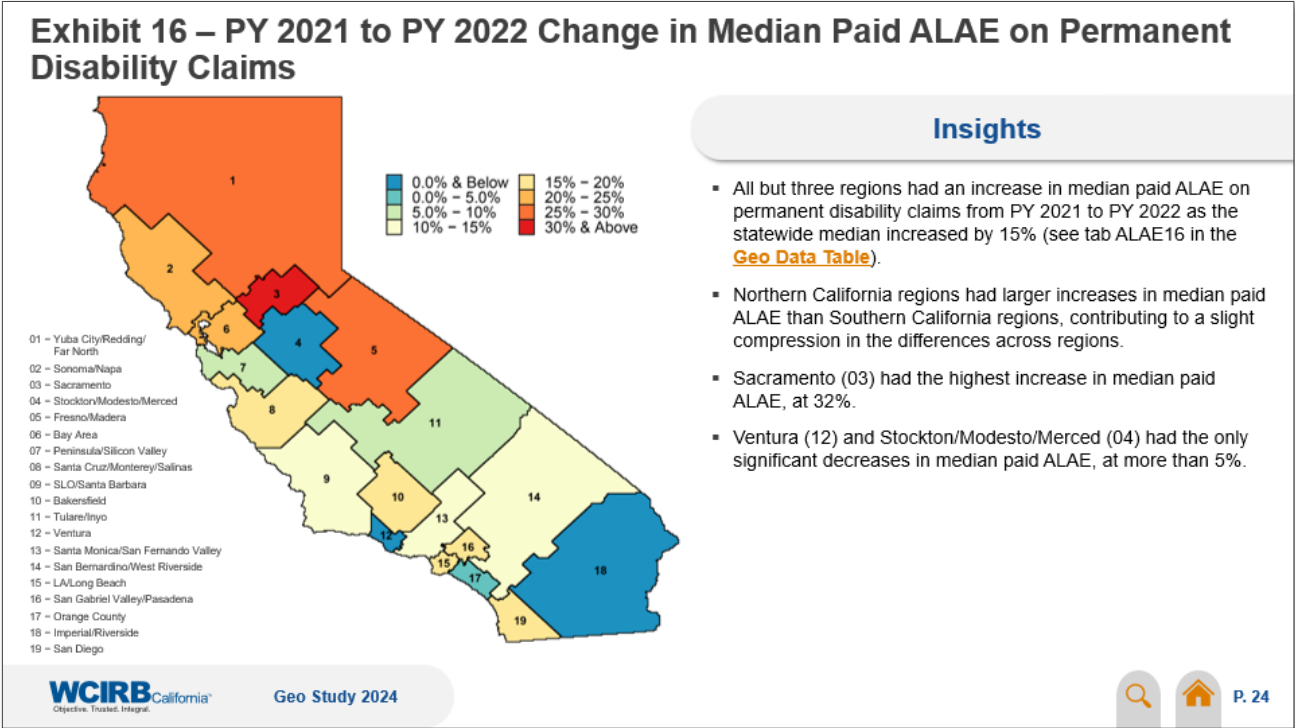 Exhibit 16 – PY 2021 to PY 2022 Change in Median Paid ALAE on Permanent
Disability Claims
1
2
3
4
5
6
7
8
9
10
11
12
13
14
15
16
17
18
19
0.0% & Below
0.0% − 5.0%
5.0% − 10%
10% − 15%
15% − 20%
20% − 25%
25% − 30%
30% & Above
01 − Yuba City/Redding/
Far North
02 − Sonoma/Napa
03 − Sacramento
04 − Stockton/Modesto/Merced
05 − Fresno/Madera
06 − Bay Area
07 − Peninsula/Silicon Valley
08 − Santa Cruz/Monterey/Salinas
09 − SLO/Santa Barbara
10 − Bakersfield
11 − Tulare/Inyo
12 − Ventura
13 − Santa Monica/San Fernando Valley
14 − San Bernardino/West Riverside
15 − LA/Long Beach
16 − San Gabriel Valley/Pasadena
17 − Orange County
18 − Imperial/Riverside
19 − San Diego
Insights
▪ All but three regions had an increase in median paid ALAE on
permanent disability claims from PY 2021 to PY 2022 as the
statewide median increased by 15% (see tab ALAE16 in the
Geo Data Table).
▪ Northern California regions had larger increases in median paid
ALAE than Southern California regions, contributing to a slight
compression in the differences across regions.
▪ Sacramento (03) had the highest increase in median paid
ALAE, at 32%.
▪ Ventura (12) and Stockton/Modesto/Merced (04) had the only
significant decreases in median paid ALAE, at more than 5%.
WCIRB California
Objective. Trusted. Integral.
Geo Study 2024
P. 24